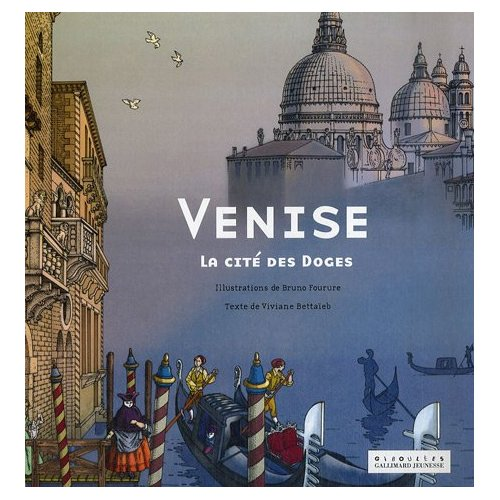 VENISE
LA CITÉ DES DOGES
Illustrations de Bruno Fourure
Texte de Viviane Bettaïeb
GIBOULÉES
GALLIMARD JEUNESSE